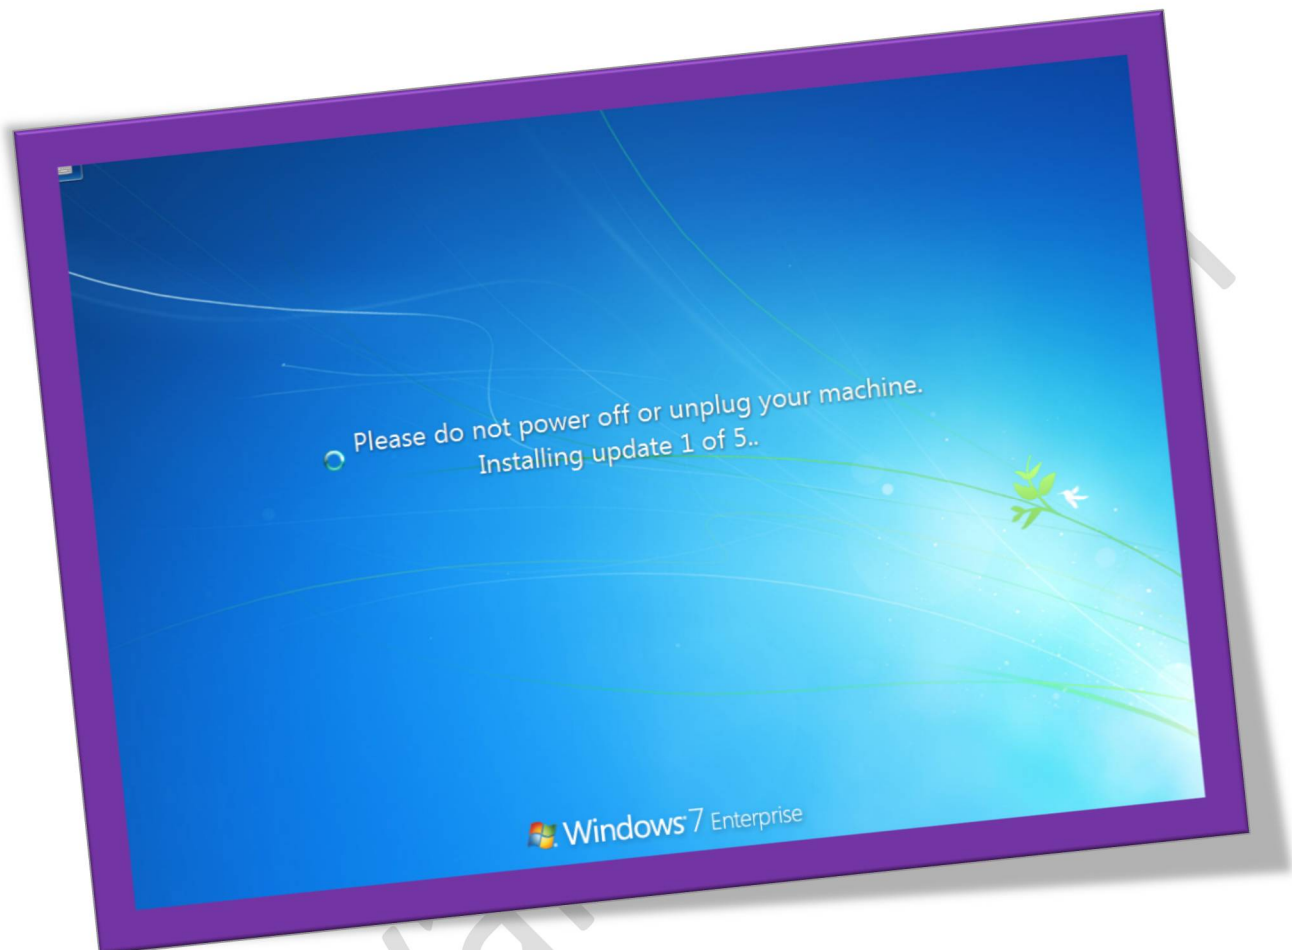 Please do not power off or unplug your machine.
Installing update 1 of 5..
Windows 7 Enterprise